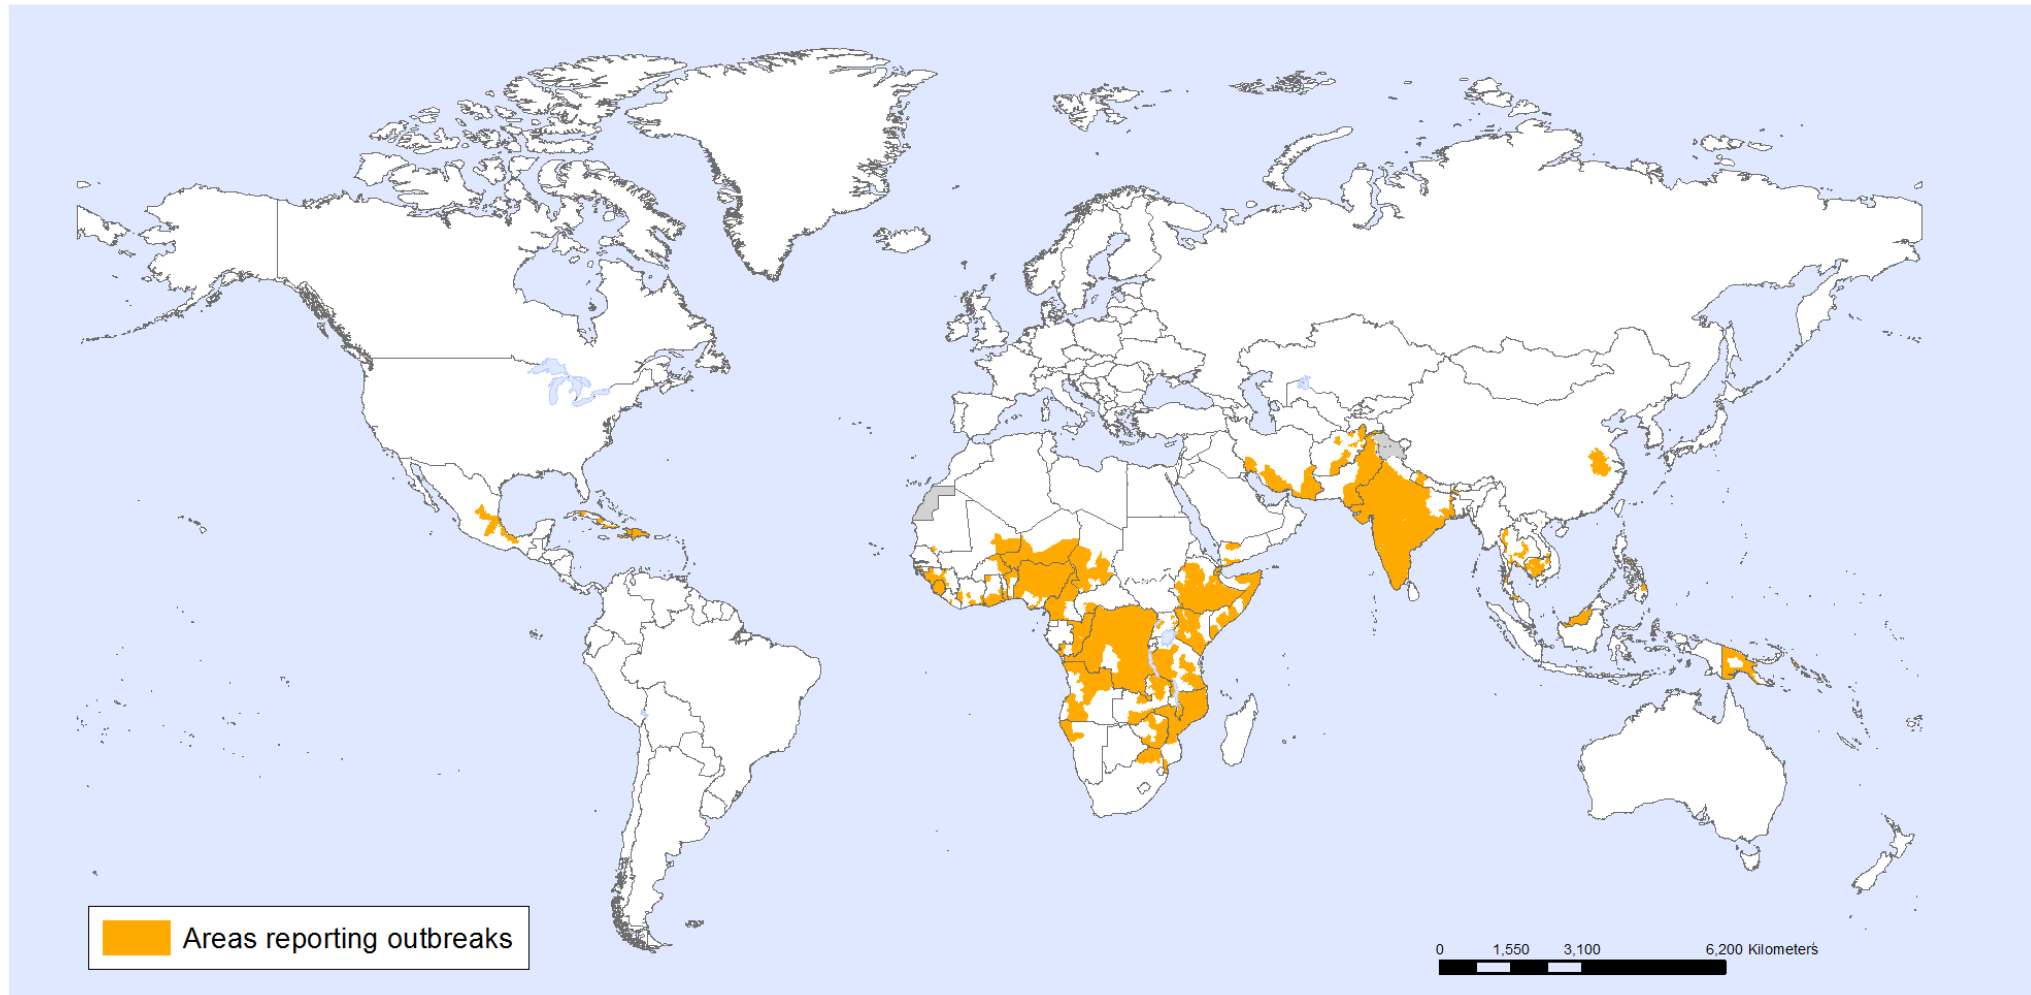 Areas reporting outbreaks
0 1,550 3,100 6,200 Kilometers